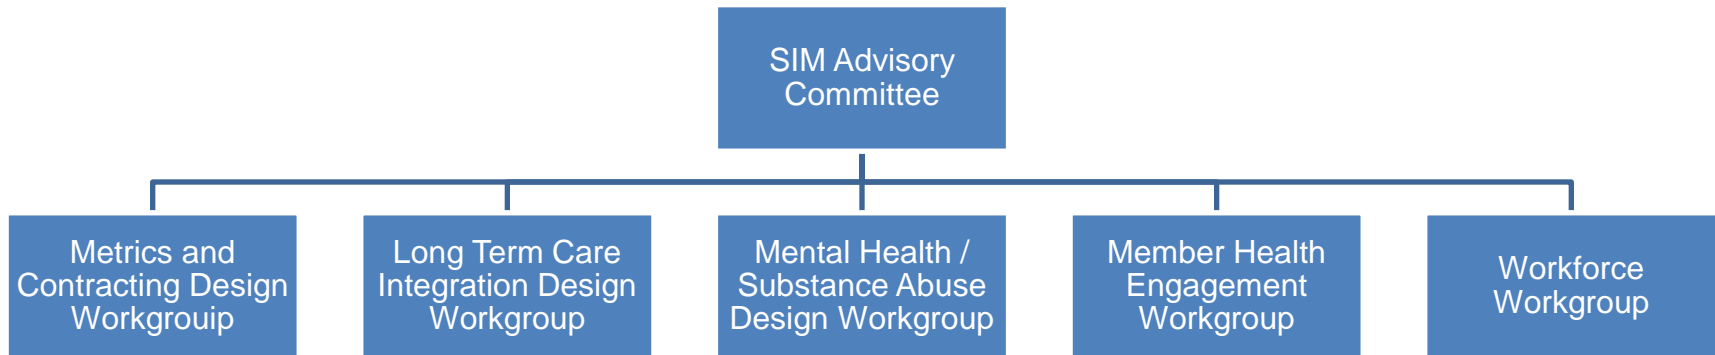 SIM Advisory
Committee
Metrics and
Contracting Design
Workgrouip
Long Term Care
Integration Design
Workgroup
Mental Health /
Substance Abuse
Design Workgroup
Member Health
Engagement
Workgroup
Workforce
Workgroup